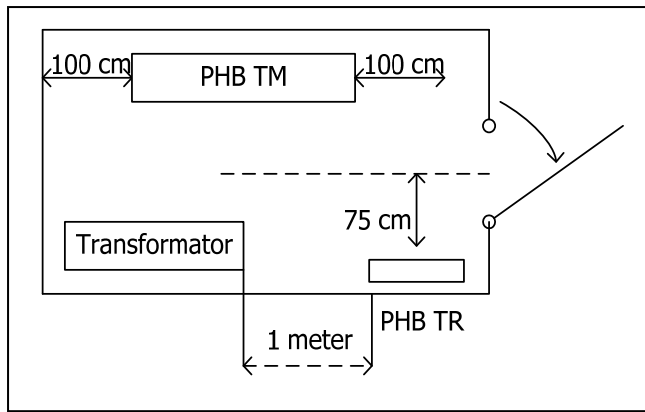 100 cm
PHB TM
100 cm
75 cm
Transformator
PHB TR
1 meter